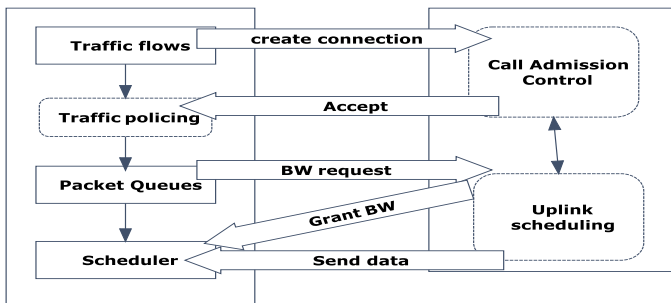 Traffic flows
create connection
Call Admission
Control
Accept
Traffic policing
BW request
Packet Queues
Grant BW
Uplink
scheduling
Scheduler
Send data